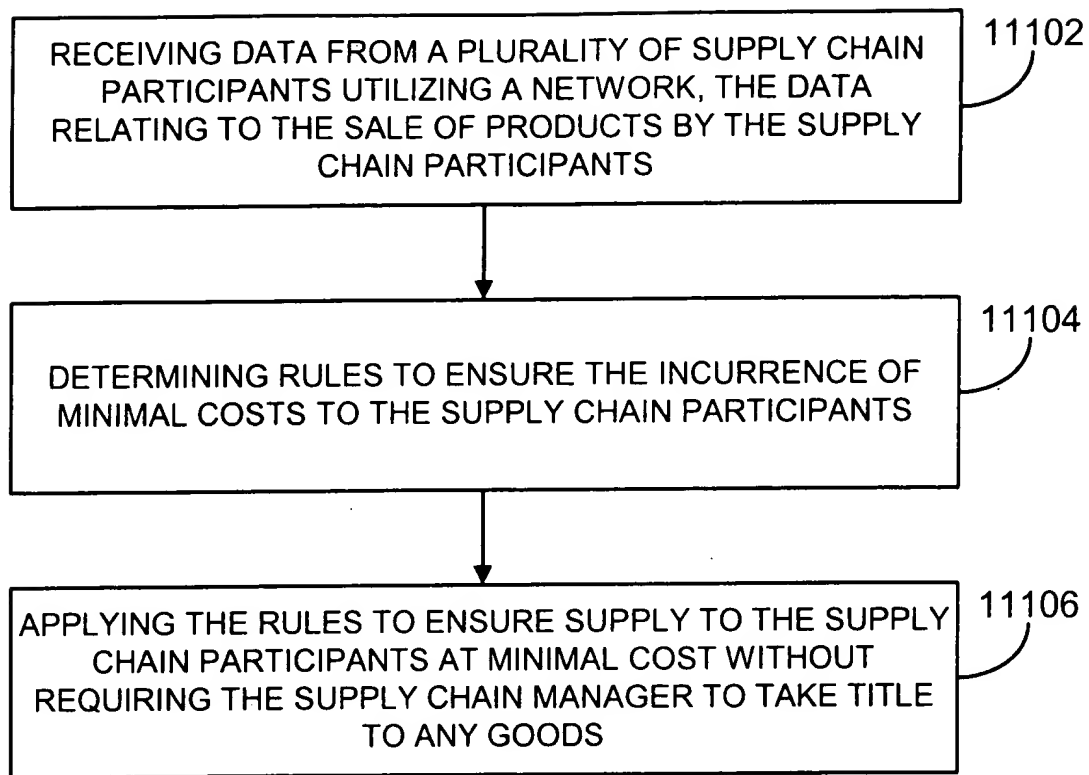 RECEIVING DATA FROM A PLURALITY OF SUPPLY CHAIN
PARTICIPANTS UTILIZING A NETWORK, THE DATA
RELATING TO THE SALE OF PRODUCTS BY THE SUPPLY
CHAIN PARTICIPANTS
11102
DETERMINING RULES TO ENSURE THE INCURRENCE OF
MINIMAL COSTS TO THE SUPPLY CHAIN PARTICIPANTS
11104
APPLYING THE RULES TO ENSURE SUPPLY TO THE SUPPLY
CHAIN PARTICIPANTS AT MINIMAL COST WITHOUT
REQUIRING THE SUPPLY CHAIN MANAGER TO TAKE TITLE
TO ANY GOODS
11106